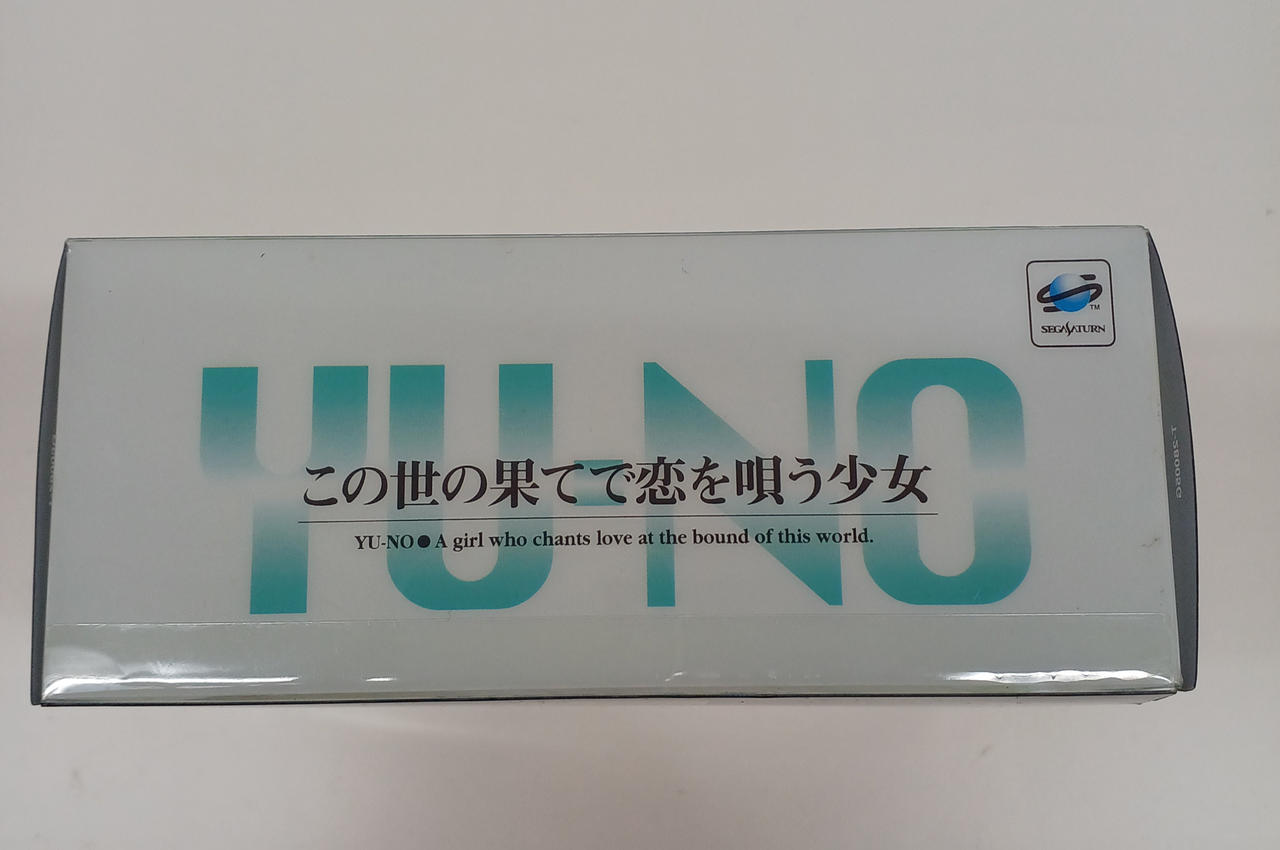 SEGA SATURN
TM
YU-NO
この世の果てで恋を唄う少女
YU-NO●A girl who chants love at the bound of this world.